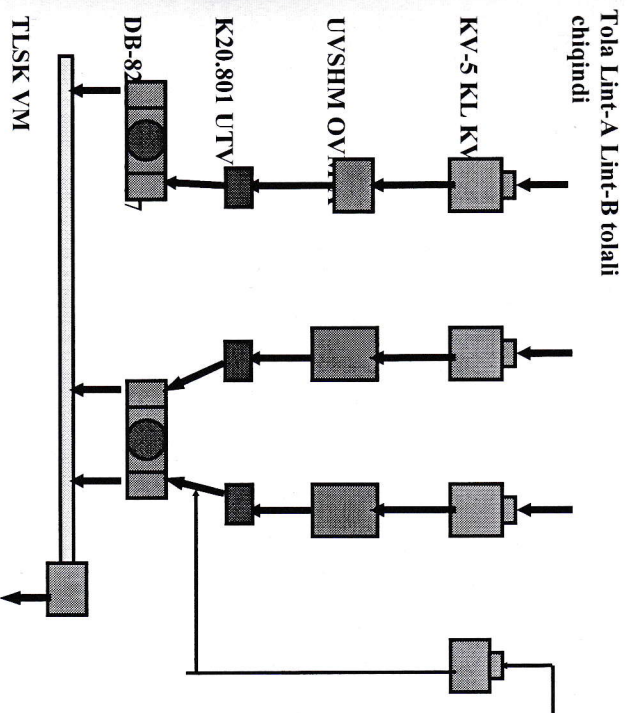 Tola Lint-A Lint-B tolali
chiqindi
KV-5 KL KV
UVSHM OV
K20.801 UTV
DB-82
TLSK VM